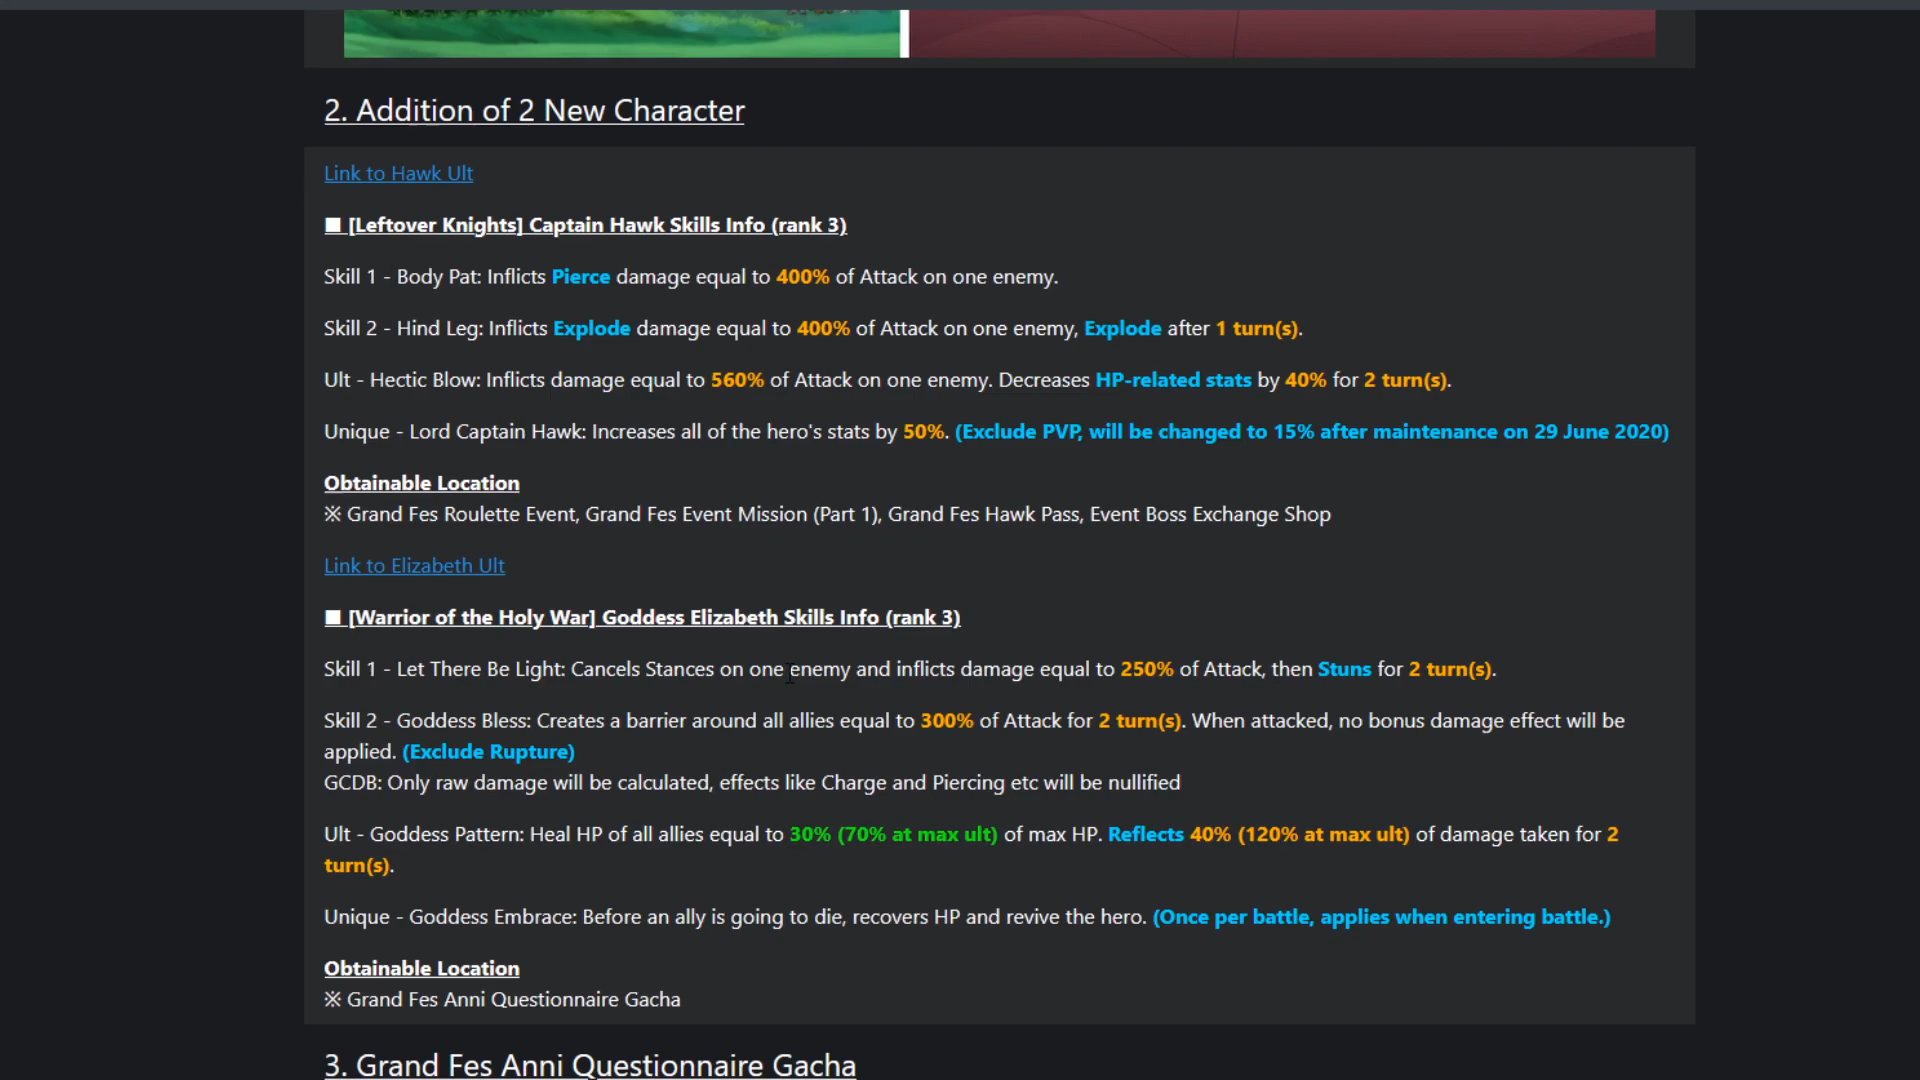 2. Addition of 2 New Character
Link to Hawk Ult
■ [Leftover Knights] Captain Hawk Skills Info (rank 3)
Skill 1 - Body Pat: Inflicts Pierce damage equal to 400% of Attack on one enemy.
Skill 2 - Hind Leg: Inflicts Explode damage equal to 400% of Attack on one enemy, Explode after 1 turn(s).
Ult - Hectic Blow: Inflicts damage equal to 560% of Attack on one enemy. Decreases HP-related stats by 40% for 2 turn(s).
Unique - Lord Captain Hawk: Increases all of the hero's stats by 50%. (Exclude PVP, will be changed to 15% after maintenance on 29 June 2020)
Obtainable Location
※ Grand Fes Roulette Event, Grand Fes Event Mission (Part 1), Grand Fes Hawk Pass, Event Boss Exchange Shop
Link to Elizabeth Ult
■ [Warrior of the Holy War] Goddess Elizabeth Skills Info (rank 3)
Skill 1 - Let There Be Light: Cancels Stances on one enemy and inflicts damage equal to 250% of Attack, then Stuns for 2 turn(s).
Skill 2 - Goddess Bless: Creates a barrier around all allies equal to 300% of Attack for 2 turn(s). When attacked, no bonus damage effect will be
applied. (Exclude Rupture)
GCDB: Only raw damage will be calculated, effects like Charge and Piercing etc will be nullified
Ult - Goddess Pattern: Heal HP of all allies equal to 30% (70% at max ult) of max HP. Reflects 40% (120% at max ult) of damage taken for 2
turn(s).
Unique - Goddess Embrace: Before an ally is going to die, recovers HP and revive the hero. (Once per battle, applies when entering battle.)
Obtainable Location
※ Grand Fes Anni Questionnaire Gacha
3. Grand Fes Anni Questionnaire Gacha